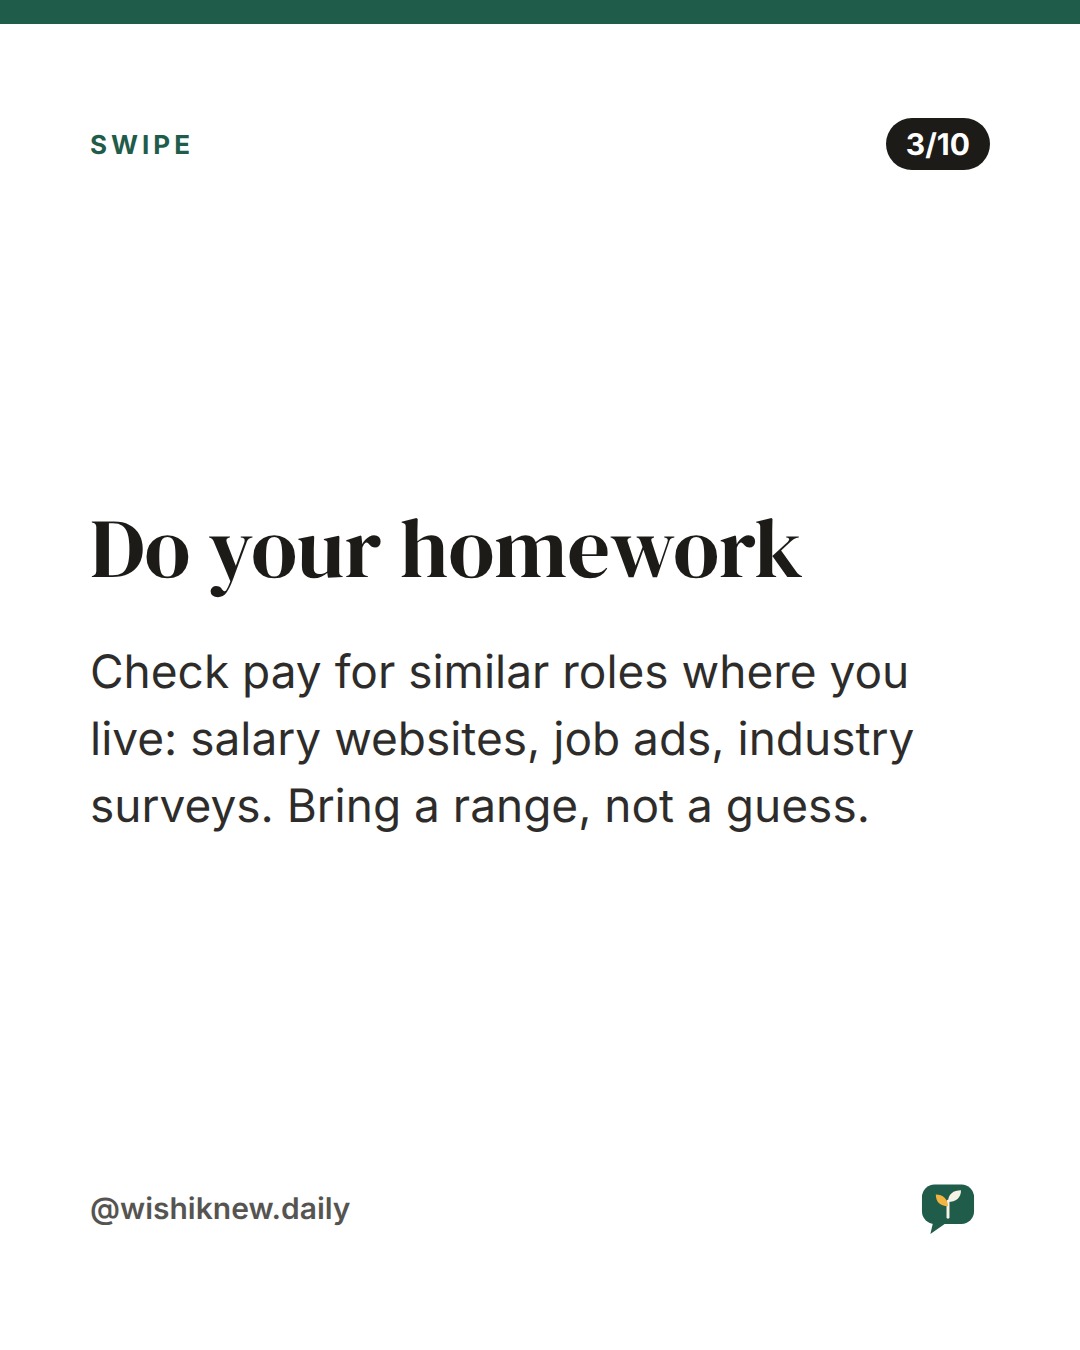 SWIPE
3/10
Do your homework
Check pay for similar roles where you
live: salary websites, job ads, industry
surveys. Bring a range, not a guess.
@wishiknew.daily